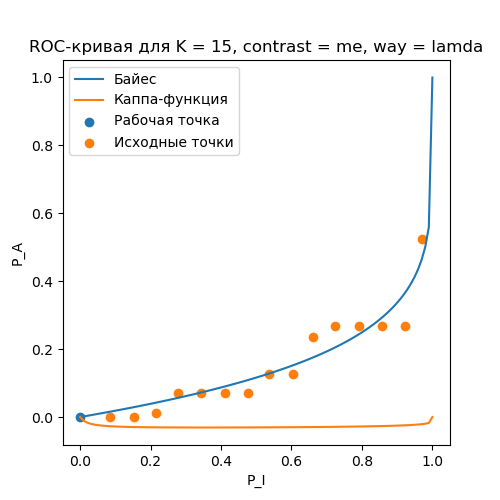 ROC-кривая для K = 15, contrast = me, way = lamda
Байес
Каппа-функция
Рабочая точка
Исходные точки
1.0
0.8
0.6
0.4
0.2
0.0
P_A
0.0 0.2 0.4 0.6 0.8 1.0
P_I